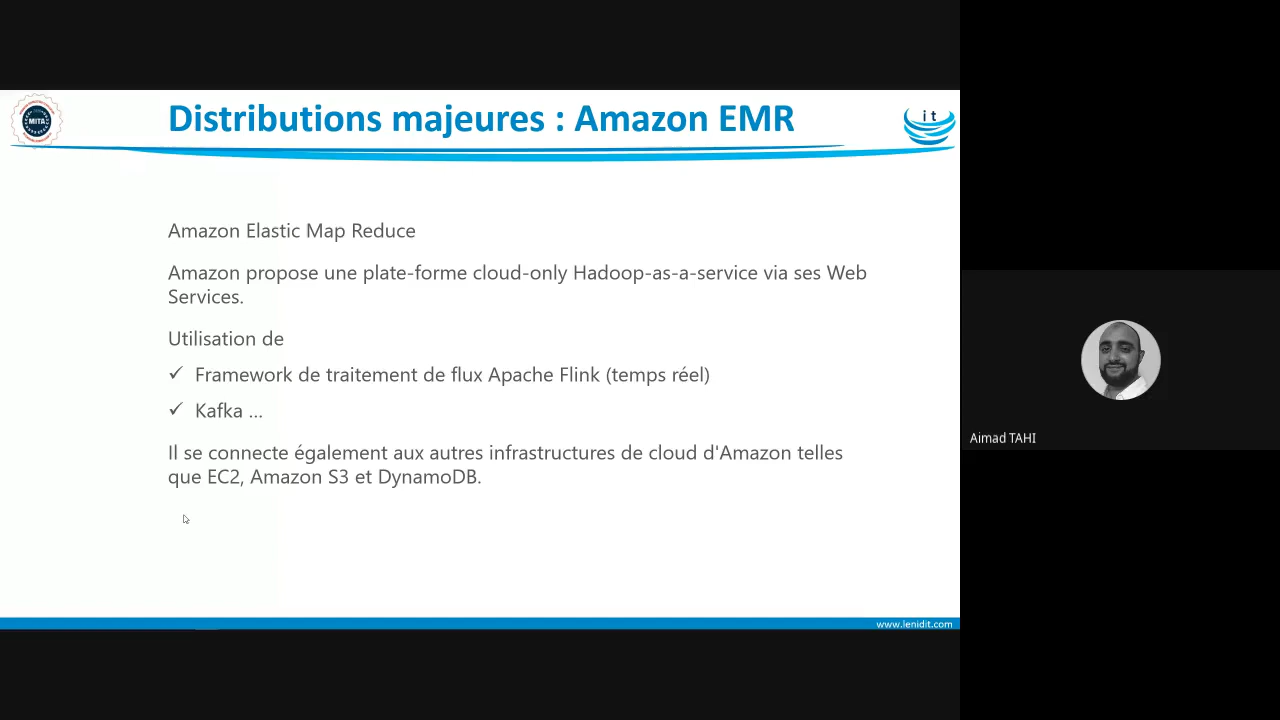 MITA
Distributions majeures : Amazon EMR
it
Amazon Elastic Map Reduce
Amazon propose une plate-forme cloud-only Hadoop-as-a-service via ses Web
Services.
Utilisation de
✓ Framework de traitement de flux Apache Flink (temps réel)
✓ Kafka ...
Il se connecte également aux autres infrastructures de cloud d'Amazon telles
que EC2, Amazon S3 et DynamoDB.
www.lenidit.com
Aimad TAHI